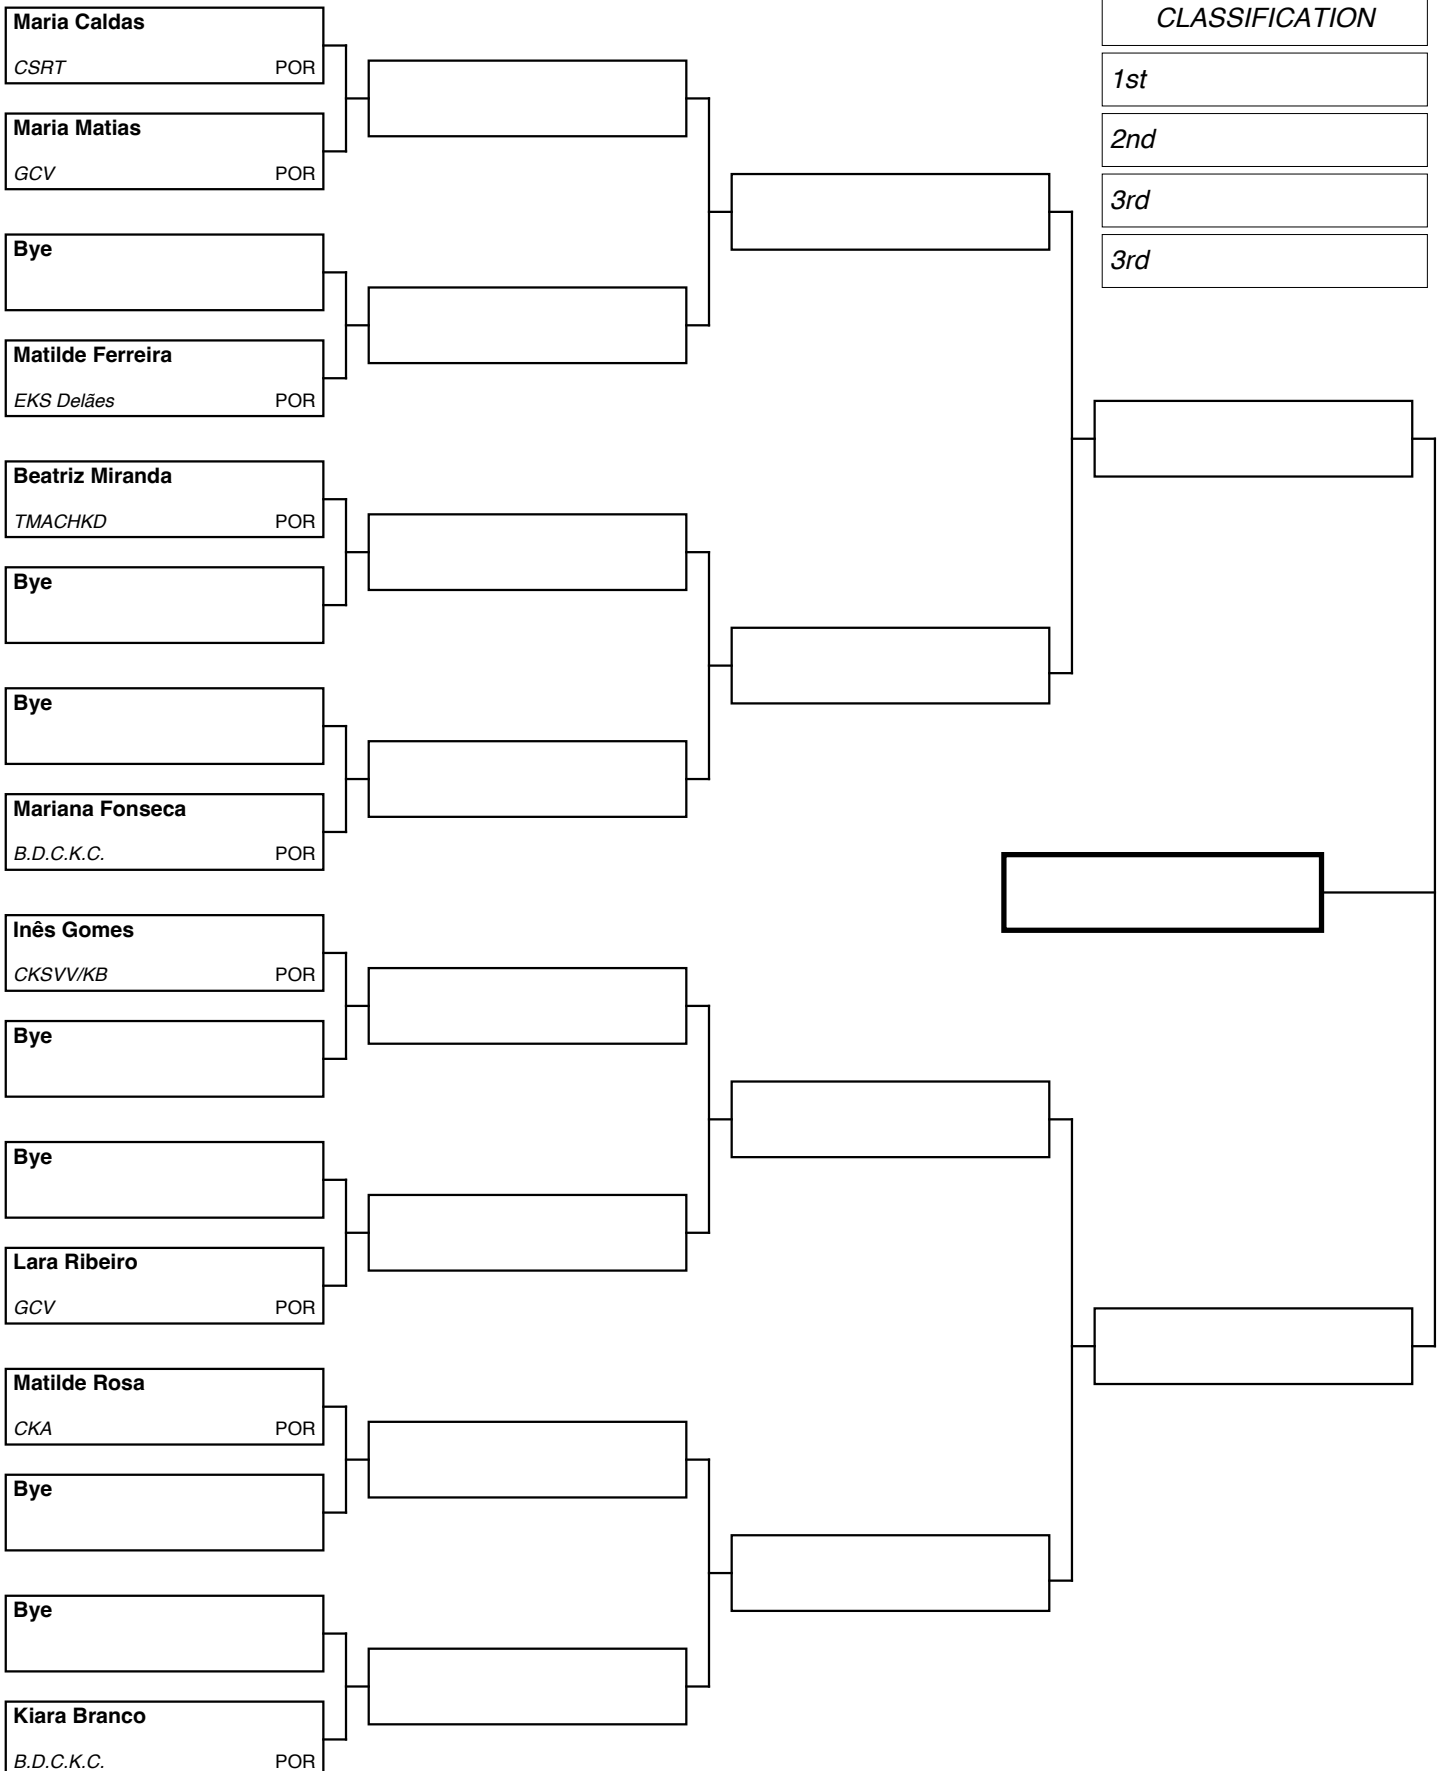 Maria Caldas
CSRT POR
Maria Matias
GCV POR
Bye
Matilde Ferreira
EKS Delães POR
Beatriz Miranda
TMACHKD POR
Bye
Bye
Mariana Fonseca
B.D.C.K.C. POR
Inês Gomes
CKSVV/KB POR
Bye
Bye
Lara Ribeiro
GCV POR
Matilde Rosa
CKA POR
Bye
Bye
Kiara Branco
B.D.C.K.C. POR
CLASSIFICATION
1st
2nd
3rd
3rd